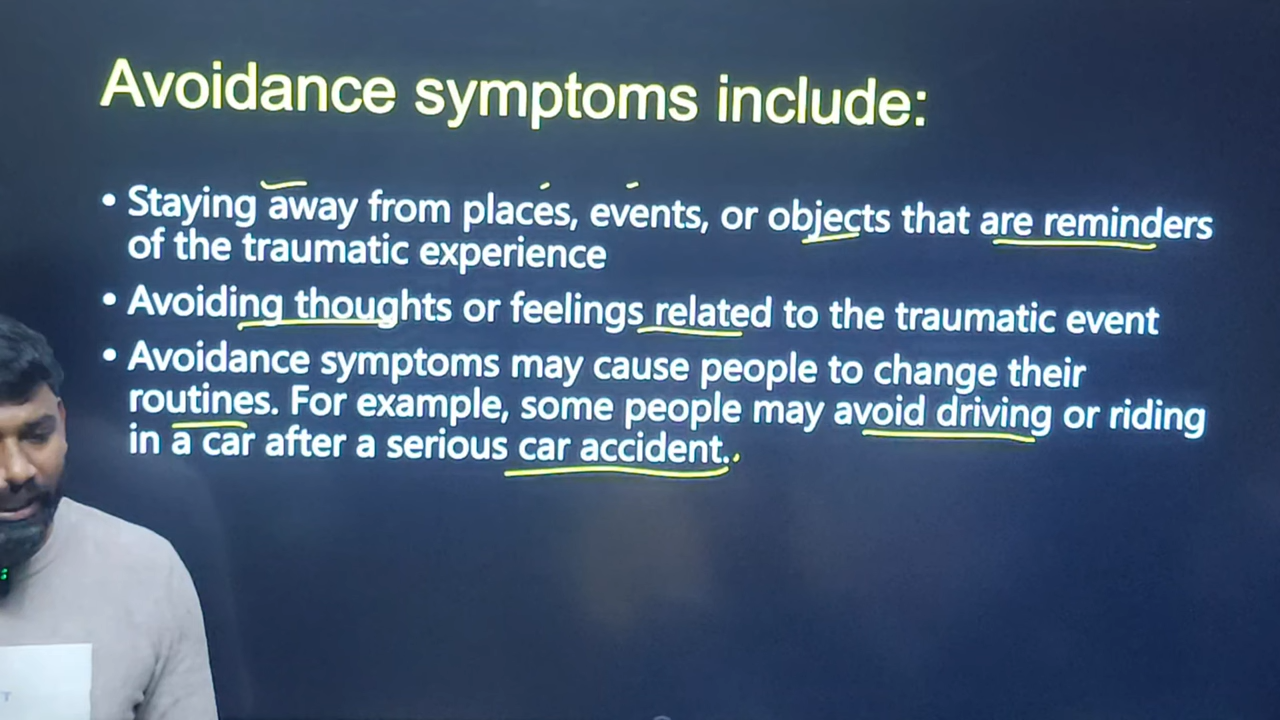 Avoidance symptoms include:
• Staying away from places, events, or objects that are reminders
of the traumatic experience
• Avoiding thoughts or feelings related to the traumatic event
• Avoidance symptoms may cause people to change their
routines. For example, some people may avoid driving or riding
in a car after a serious car accident..
T